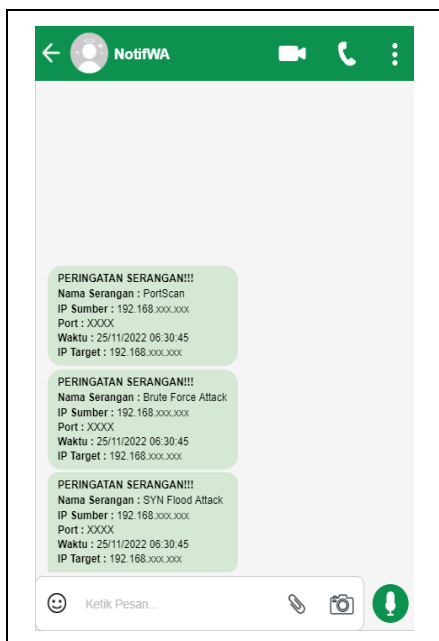 NotifWA
PERINGATAN SERANGAN!!!
Nama Serangan : PortScan
IP Sumber : 192.168.xxx.xxx
Port : XXXX
Waktu : 25/11/2022 06:30:45
IP Target : 192.168.xxx.xxx
PERINGATAN SERANGAN!!!
Nama Serangan : Brute Force Attack
IP Sumber : 192.168.xxx.xxx
Port : XXXX
Waktu : 25/11/2022 06:30:45
IP Target : 192.168.xxx.xxx
PERINGATAN SERANGAN!!!
Nama Serangan : SYN Flood Attack
IP Sumber : 192.168.xxx.xxx
Port : XXXX
Waktu : 25/11/2022 06:30:45
IP Target : 192.168.xxx.xxx
Ketik Pesan...